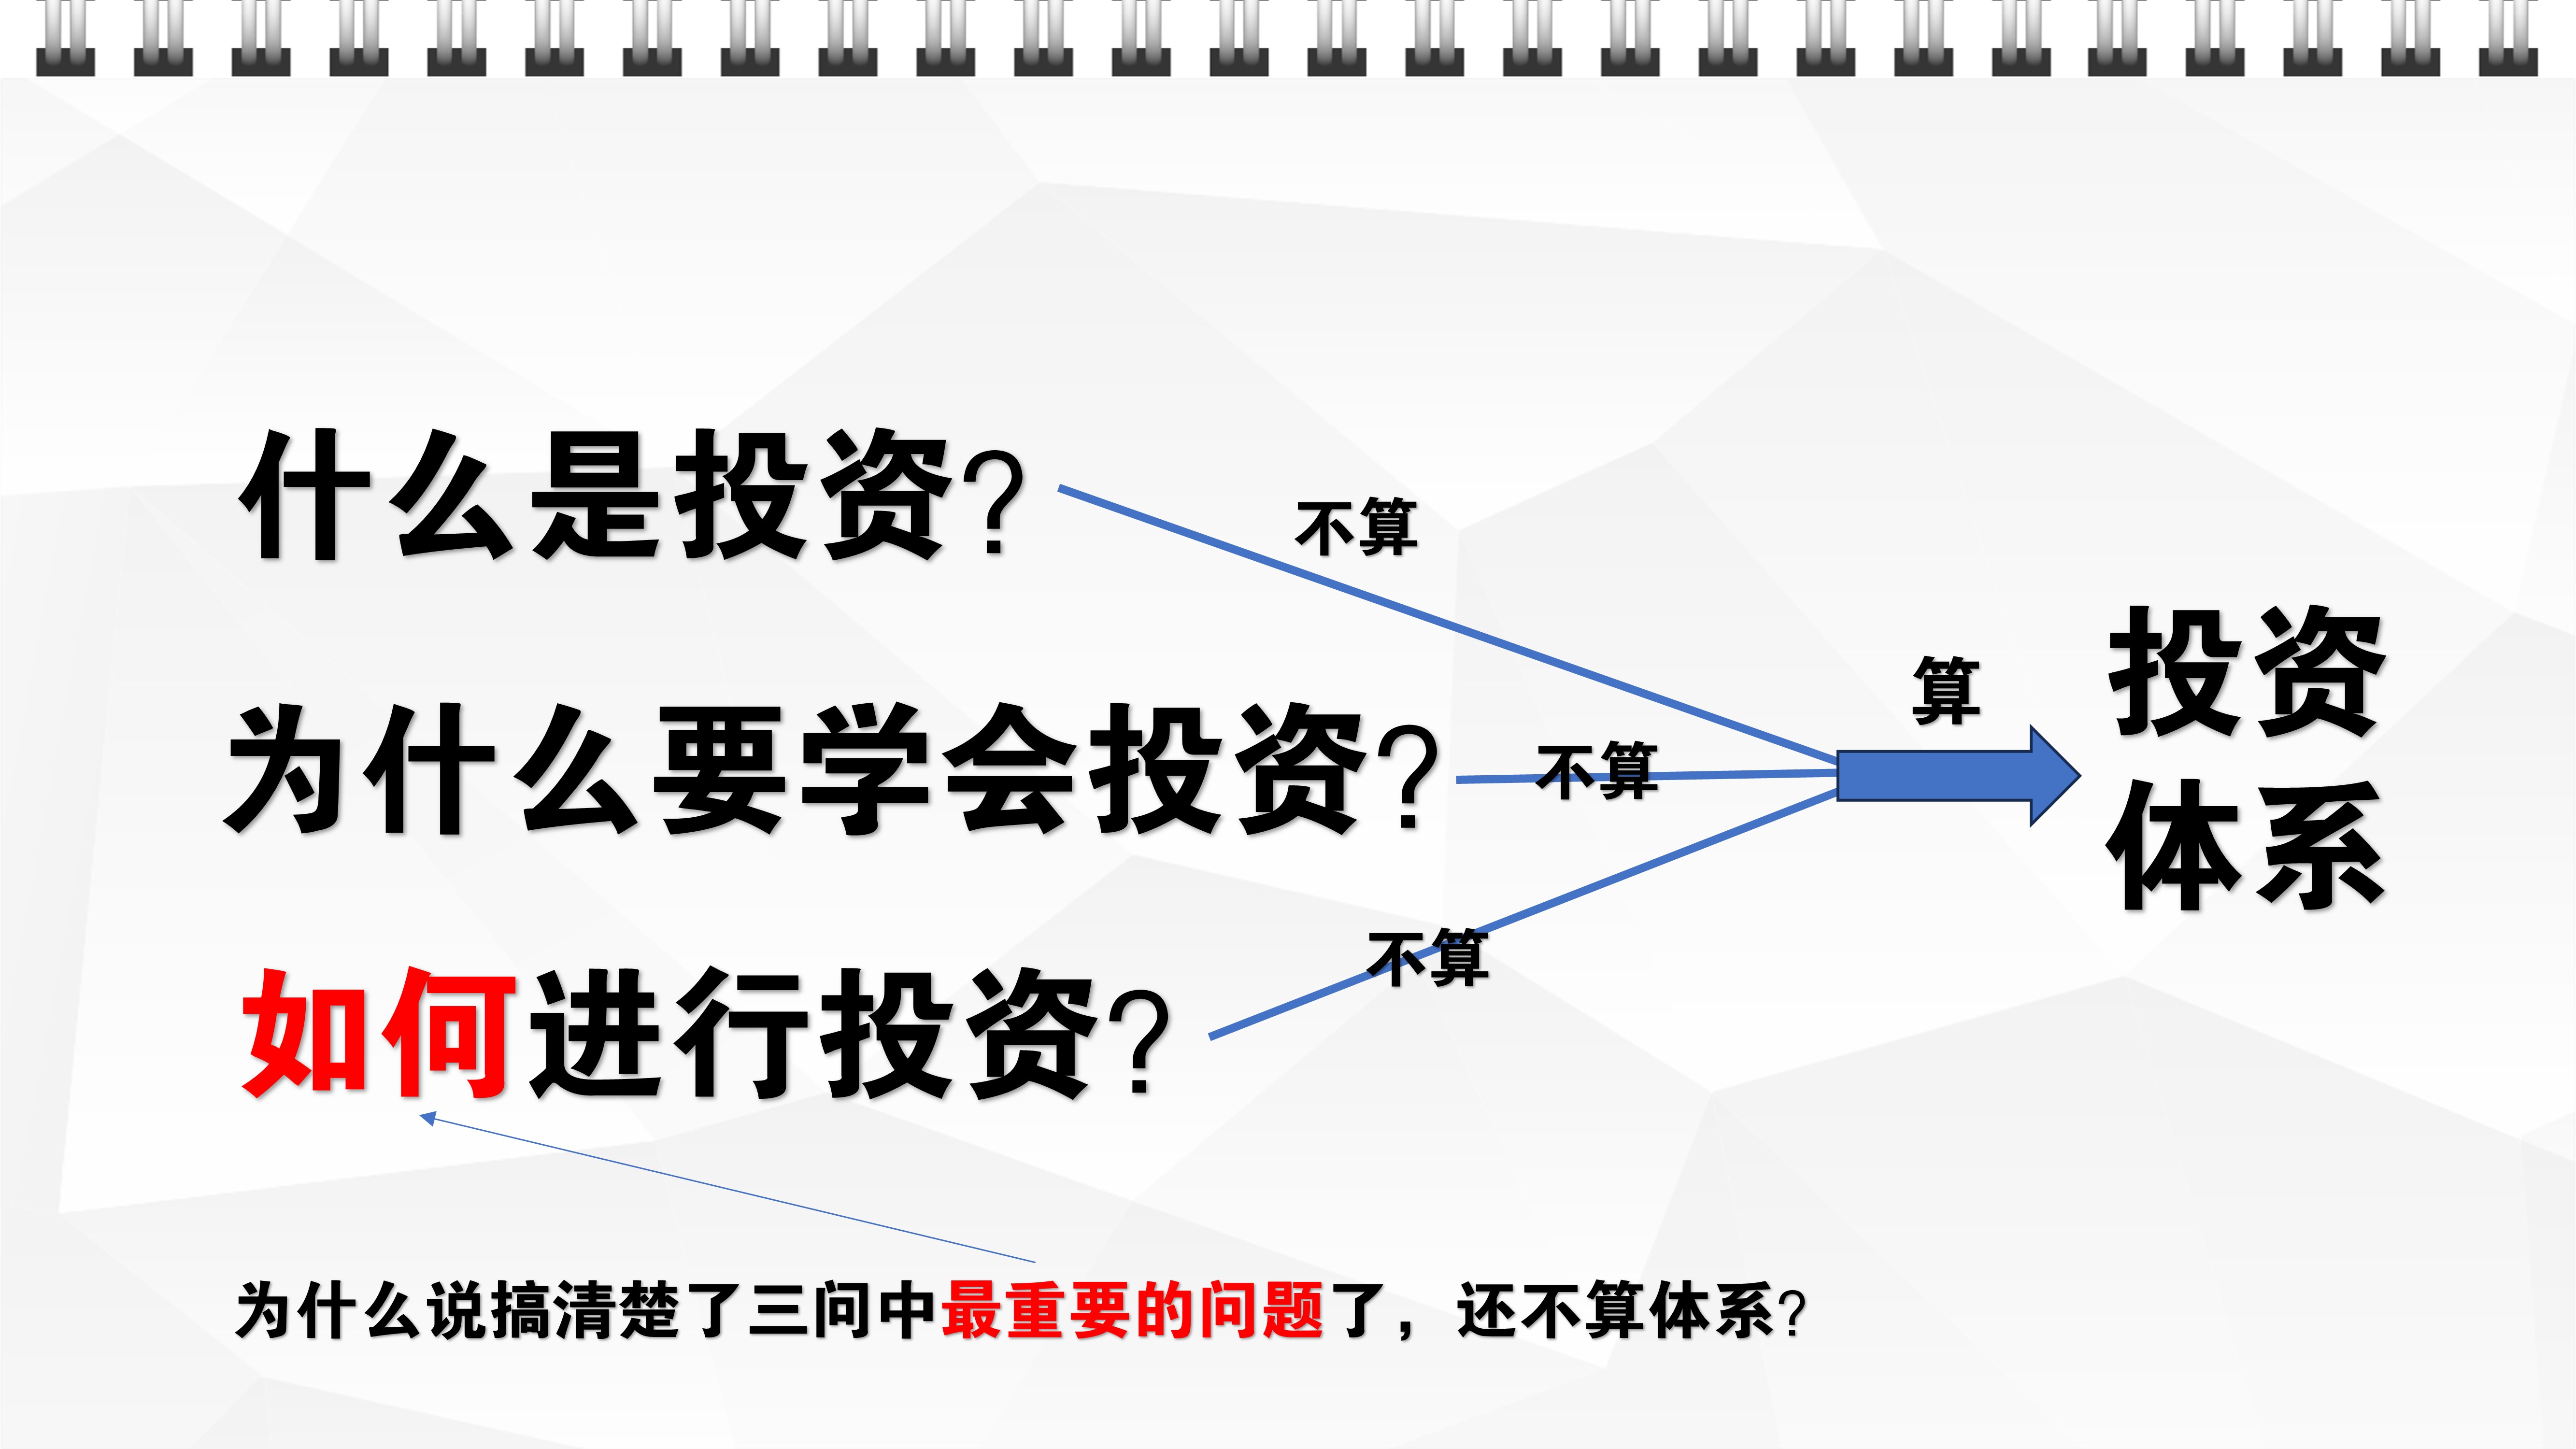 什么是投资?
不算
算
投资
体系
为什么要学会投资?
不算
不算
如何进行投资?
为什么说搞清楚了三问中最重要的问题了，还不算体系?